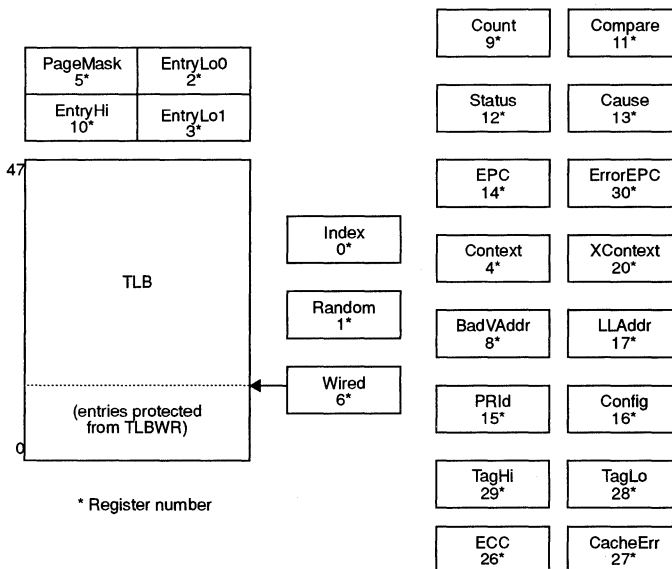 PageMask
5*
EntryLo0
2*
EntryHi
10*
EntryLo1
3*
47
TLB
(entries protected
from TLBWR)
0
* Register number
Index
0*
Random
1*
Wired
6*
Count
9*
Compare
11*
Status
12*
Cause
13*
EPC
14*
ErrorEPC
30*
Context
4*
XContext
20*
BadVAddr
8*
LLAddr
17*
PRId
15*
Config
16*
TagHi
29*
TagLo
28*
ECC
26*
CacheErr
27*